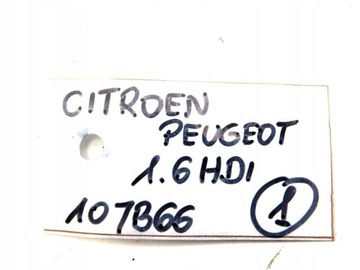 CITROEN
PEUGEOT
1.6 HDI
107B66 1